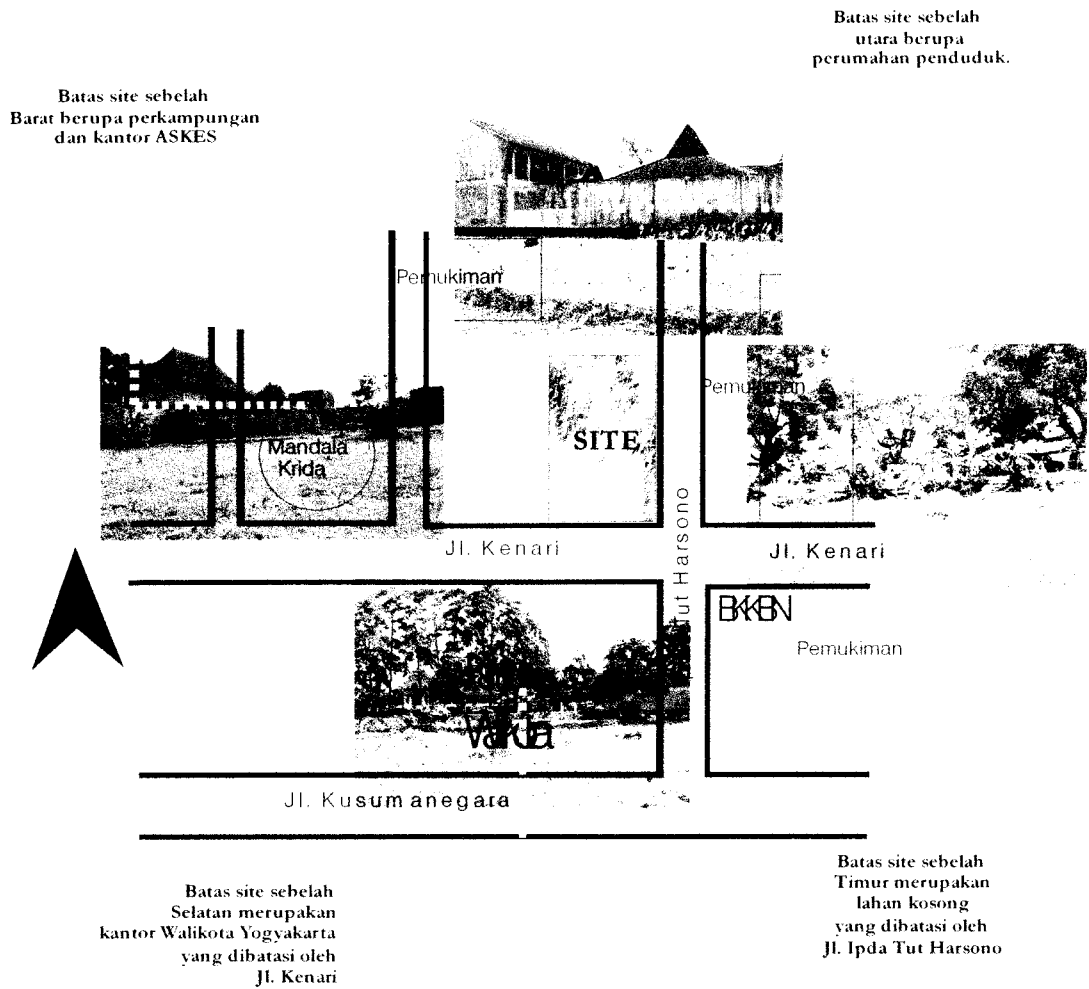 Batas site sebelah
utara berupa
perumahan penduduk.
Batas site sebelah
Barat berupa perkampungan
dan kantor ASKES
Pemukiman
Pemukiman
SITE
Mandala
Krida
Jl. Kenari
Jl. Kenari
Tut Harsono
BKKBN
Pemukiman
Jl. Kusumanegara
Batas site sebelah
Selatan merupakan
kantor Walikota Yogyakarta
yang dibatasi oleh
Jl. Kenari
Batas site sebelah
Timur merupakan
lahan kosong
yang dibatasi oleh
Jl. Ipda Tut Harsono